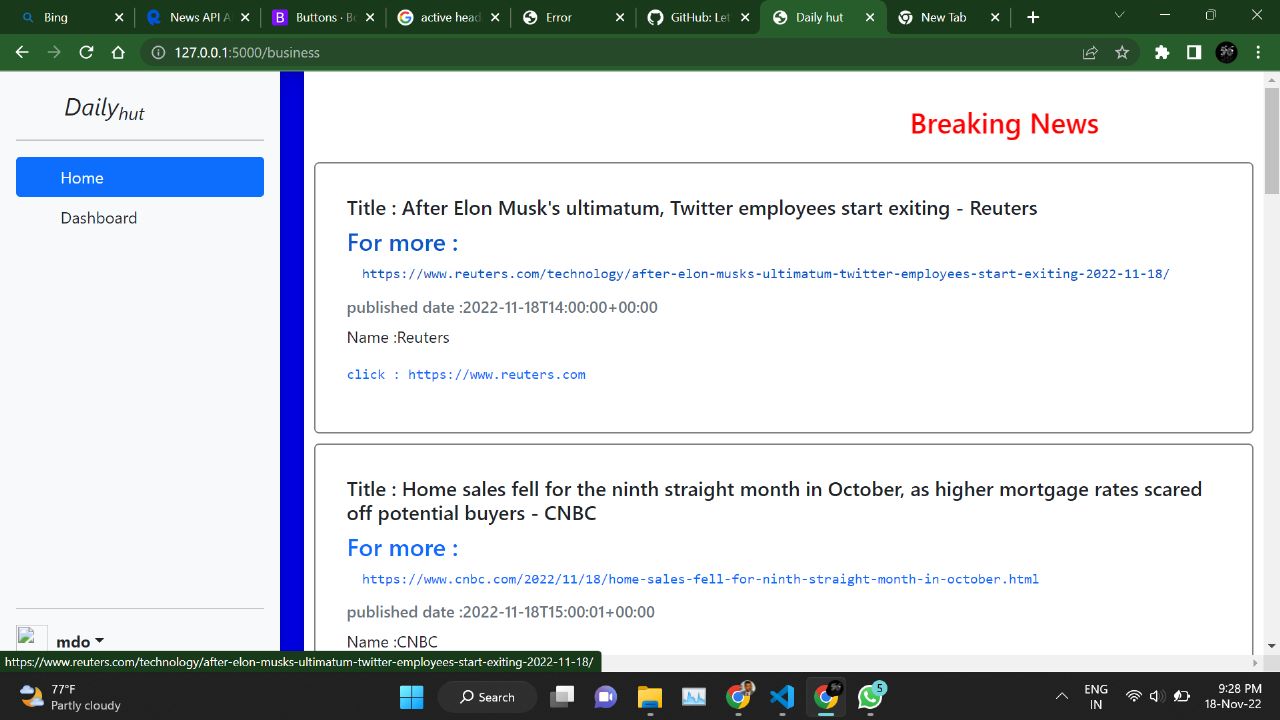 Bing
News API A
B Buttons · Bo
active head
Error
GitHub: Let
Daily hut
New Tab
127.0.0.1:5000/business
Dailyhut
Home
Dashboard
mdo
Breaking News
Title : After Elon Musk's ultimatum, Twitter employees start exiting - Reuters
For more :
https://www.reuters.com/technology/after-elon-musks-ultimatum-twitter-employees-start-exiting-2022-11-18/
published date :2022-11-18T14:00:00+00:00
Name :Reuters
click : https://www.reuters.com
Title : Home sales fell for the ninth straight month in October, as higher mortgage rates scared
off potential buyers - CNBC
For more :
https://www.cnbc.com/2022/11/18/home-sales-fell-for-ninth-straight-month-in-october.html
published date :2022-11-18T15:00:01+00:00
Name :CNBC
https://www.reuters.com/technology/after-elon-musks-ultimatum-twitter-employees-start-exiting-2022-11-18/
77°F
Partly cloudy
Search
5
ENG
IN
9:28 PM
18-Nov-22